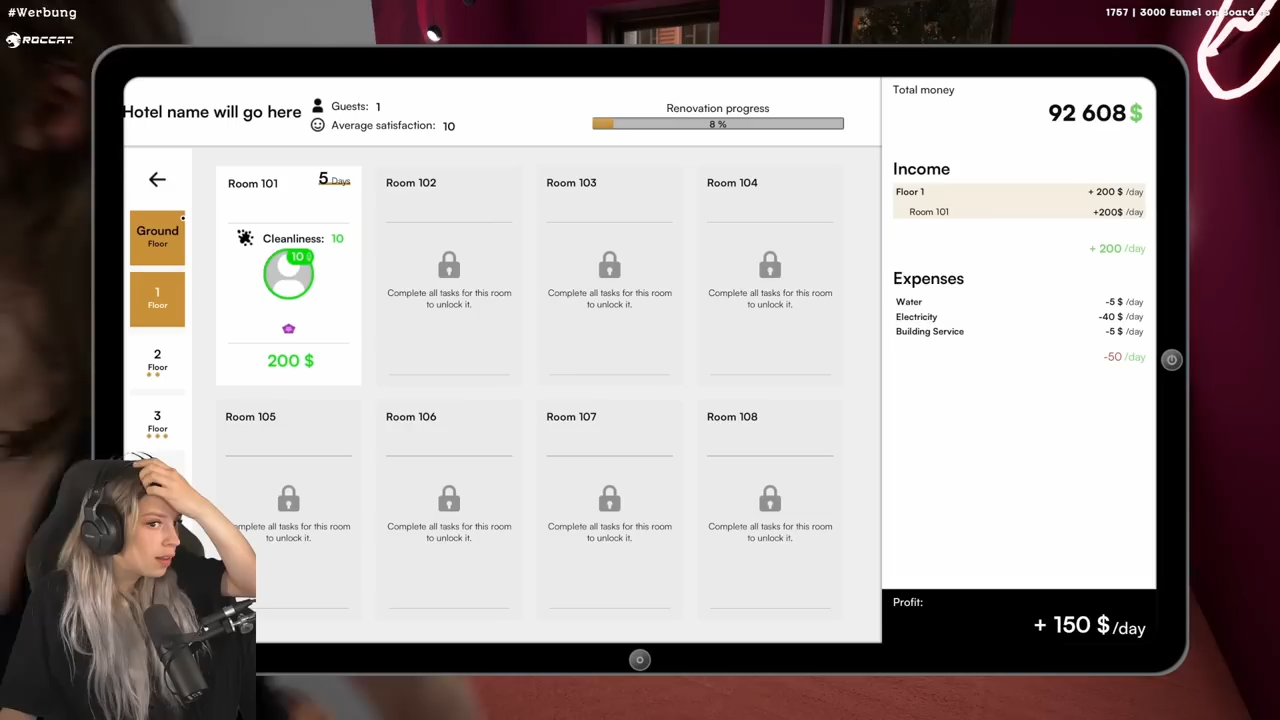 #Werbung
1757 | 3000 Eumel on Board
ROCCAT
Hotel name will go here
Guests: 1
Average satisfaction: 10
Renovation progress
8 %
Total money
92 608 $
Ground
Floor
1
Floor
2
Floor
3
Floor
Room 101
5 Days
Cleanliness: 10
10
200 $
Room 102
Complete all tasks for this room
to unlock it.
Room 103
Complete all tasks for this room
to unlock it.
Room 104
Complete all tasks for this room
to unlock it.
Room 105
Complete all tasks for this room
to unlock it.
Room 106
Complete all tasks for this room
to unlock it.
Room 107
Complete all tasks for this room
to unlock it.
Room 108
Complete all tasks for this room
to unlock it.
Income
Floor 1 + 200 $ /day
Room 101 +200$ /day
+ 200 /day
Expenses
Water -5 $ /day
Electricity -40 $ /day
Building Service -5 $ /day
-50 /day
Profit:
+ 150 $ /day